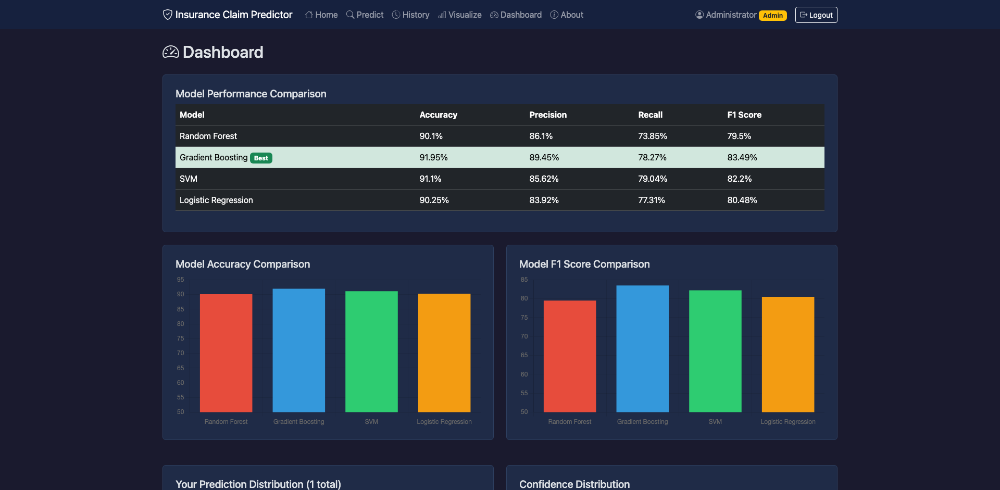 Insurance Claim Predictor Home Predict History Visualize Dashboard About Administrator Admin Logout
Dashboard
Model Performance Comparison
Model Accuracy Precision Recall F1 Score
Random Forest 90.1% 86.1% 73.85% 79.5%
Gradient Boosting Best 91.95% 89.45% 78.27% 83.49%
SVM 91.1% 85.62% 79.04% 82.2%
Logistic Regression 90.25% 83.92% 77.31% 80.48%
Model Accuracy Comparison
95
90
85
80
75
70
65
60
55
50
Random Forest Gradient Boosting SVM Logistic Regression
Model F1 Score Comparison
85
80
75
70
65
60
55
50
Random Forest Gradient Boosting SVM Logistic Regression
Your Prediction Distribution (1 total)
Confidence Distribution